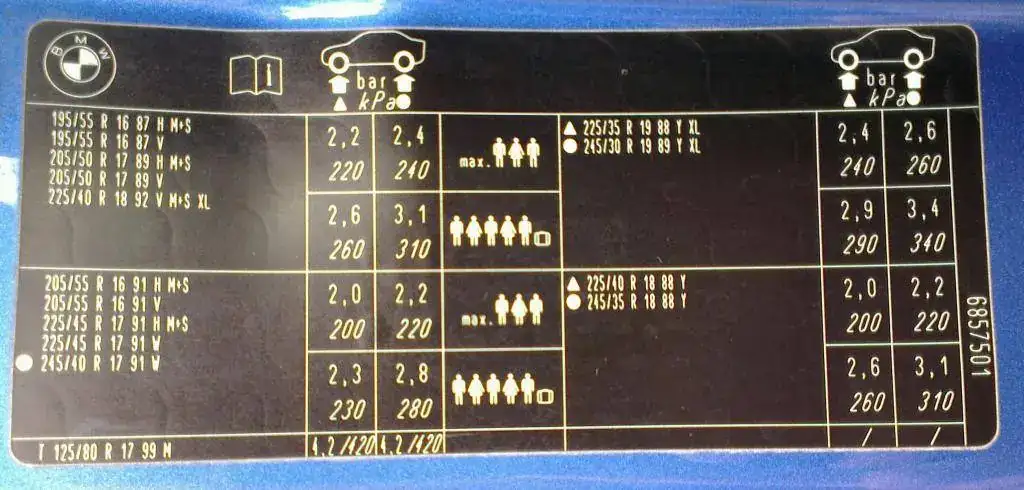 BMW
i
bar
kPa
bar
kPa
195/55 R 16 87 H M+S
195/55 R 16 87 V
205/50 R 17 89 H M+S
205/50 R 17 89 V
225/40 R 18 92 V M+S XL
2,2 2,4
220 240
max.
2,6 3,1
260 310
225/35 R 19 88 Y XL
245/30 R 19 89 Y XL
2,4 2,6
240 260
2,9 3,4
290 340
205/55 R 16 91 H M+S
205/55 R 16 91 V
225/45 R 17 91 H M+S
225/45 R 17 91 W
245/40 R 17 91 W
2,0 2,2
200 220
max.
2,3 2,8
230 280
225/40 R 18 88 Y
245/35 R 18 88 Y
2,0 2,2
200 220
2,6 3,1
260 310
T 125/80 R 17 99 M
4,2/420 4,2/420
/ /
6857501